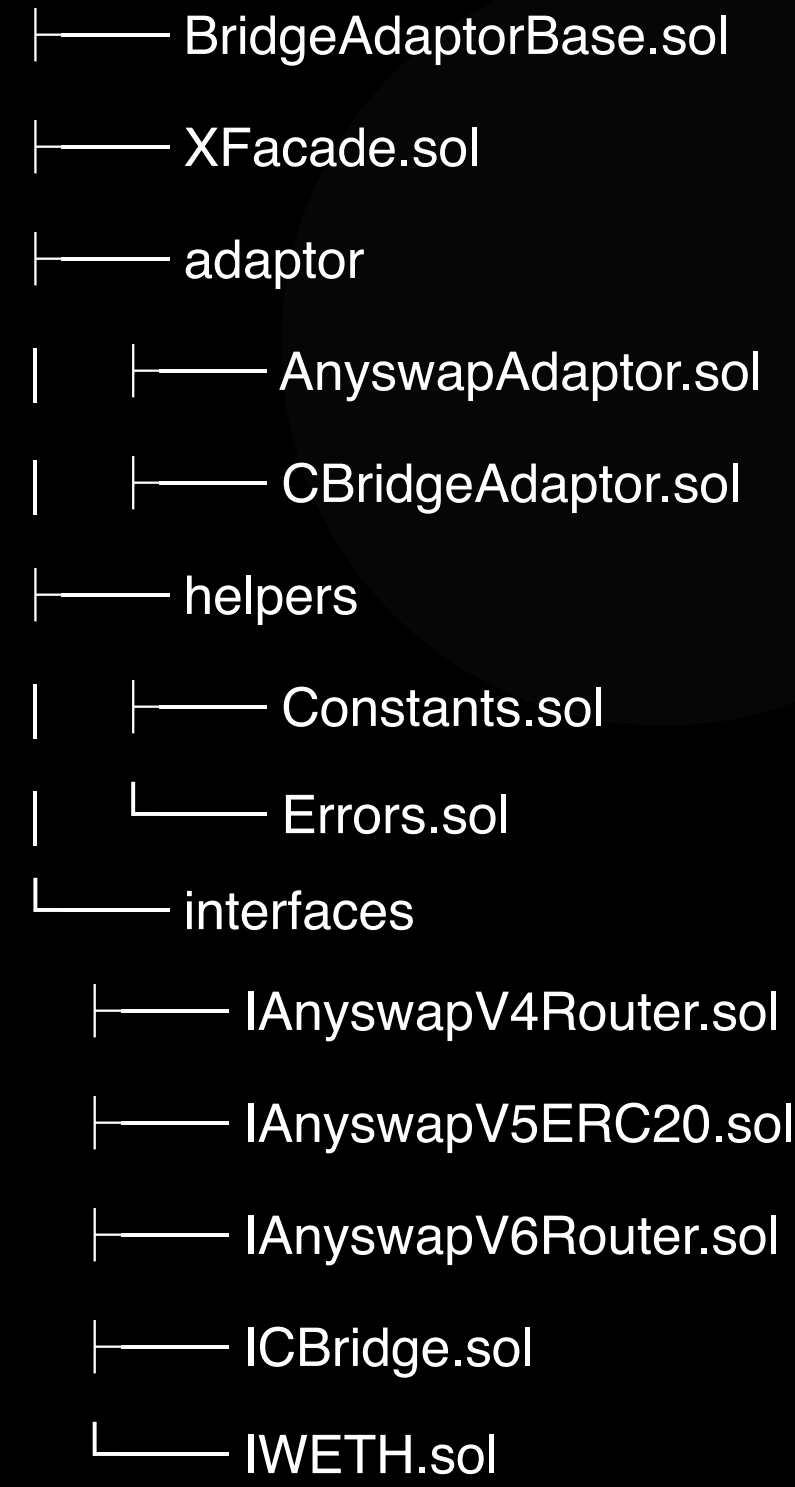 ├── BridgeAdaptorBase.sol
├── XFacade.sol
├── adaptor
|   ├── AnyswapAdaptor.sol
|   ├── CBridgeAdaptor.sol
├── helpers
|   ├── Constants.sol
|   └── Errors.sol
└── interfaces
    ├── IAnyswapV4Router.sol
    ├── IAnyswapV5ERC20.sol
    ├── IAnyswapV6Router.sol
    ├── ICBridge.sol
    └── IWETH.sol